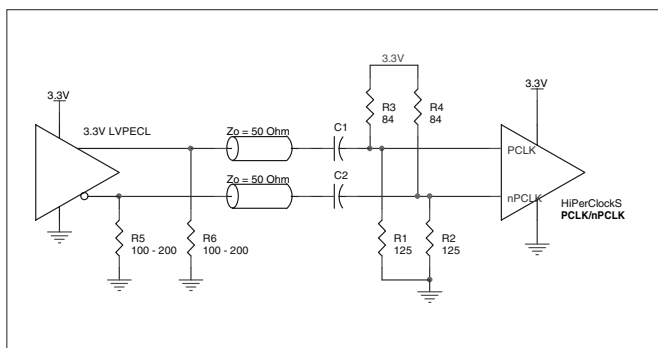 3.3V
3.3V
3.3V
R3
84
R4
84
3.3V LVPECL
Zo = 50 Ohm
C1
PCLK
Zo = 50 Ohm
C2
nPCLK
HiPerClockS
PCLK/nPCLK
R5
100 - 200
R6
100 - 200
R1
125
R2
125